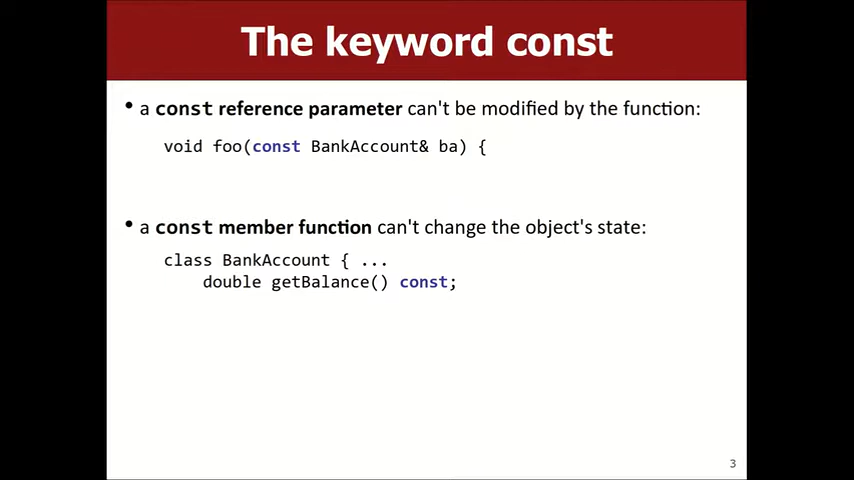 The keyword const
• a const reference parameter can't be modified by the function:
void foo(const BankAccount& ba) {
• a const member function can't change the object's state:
class BankAccount { ...
    double getBalance() const;
3